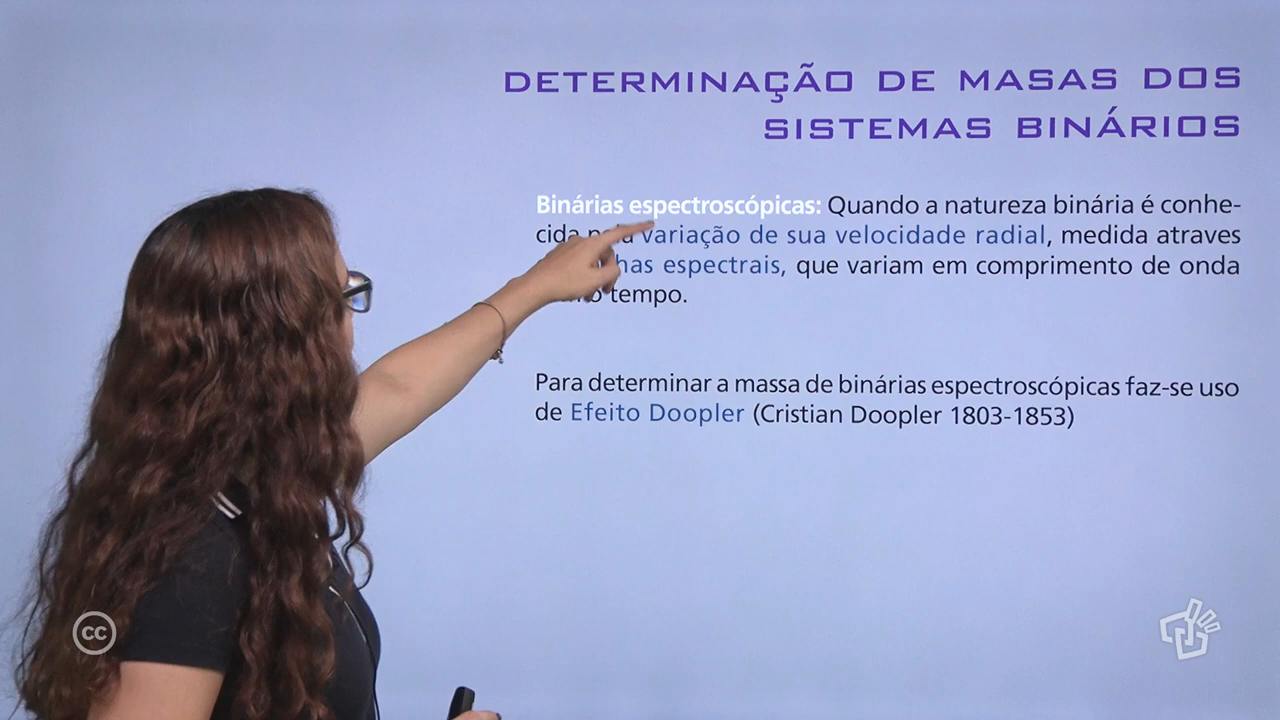 DETERMINAÇÃO DE MASAS DOS
SISTEMAS BINÁRIOS
Binárias espectroscópicas: Quando a natureza binária é conhe-
cida variação de sua velocidade radial, medida atraves
espectrais, que variam em comprimento de onda
tempo.
Para determinar a massa de binárias espectroscópicas faz-se uso
de Efeito Doopler (Cristian Doopler 1803-1853)
cc